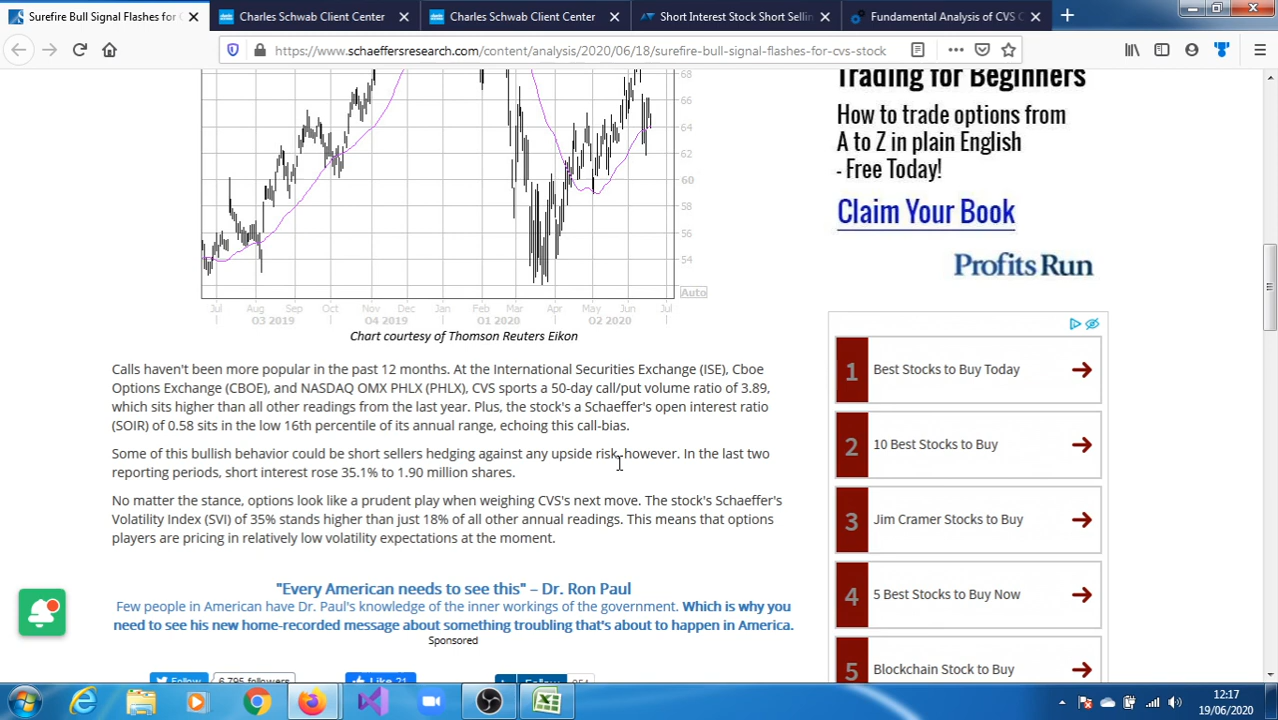 Surefire Bull Signal Flashes for C
Charles Schwab Client Center
Charles Schwab Client Center
Short Interest Stock Short Sellin
Fundamental Analysis of CVS C
https://www.schaeffersresearch.com/content/analysis/2020/06/18/surefire-bull-signal-flashes-for-cvs-stock
68
66
64
62
60
58
56
54
Auto
Jul Aug Sep Oct Nov Dec Jan Feb Mar Apr May Jun Jul
Q3 2019 Q4 2019 Q1 2020 Q2 2020
Chart courtesy of Thomson Reuters Eikon
Calls haven't been more popular in the past 12 months. At the International Securities Exchange (ISE), Cboe
Options Exchange (CBOE), and NASDAQ OMX PHLX (PHLX), CVS sports a 50-day call/put volume ratio of 3.89,
which sits higher than all other readings from the last year. Plus, the stock's a Schaeffer's open interest ratio
(SOIR) of 0.58 sits in the low 16th percentile of its annual range, echoing this call-bias.
Some of this bullish behavior could be short sellers hedging against any upside risk, however. In the last two
reporting periods, short interest rose 35.1% to 1.90 million shares.
No matter the stance, options look like a prudent play when weighing CVS's next move. The stock's Schaeffer's
Volatility Index (SVI) of 35% stands higher than just 18% of all other annual readings. This means that options
players are pricing in relatively low volatility expectations at the moment.
"Every American needs to see this" – Dr. Ron Paul
Few people in American have Dr. Paul's knowledge of the inner workings of the government. Which is why you
need to see his new home-recorded message about something troubling that's about to happen in America.
Sponsored
Follow
6,795 followers
Like 21
Follow
Trading for Beginners
How to trade options from
A to Z in plain English
- Free Today!
Claim Your Book
Profits Run
1 Best Stocks to Buy Today
2 10 Best Stocks to Buy
3 Jim Cramer Stocks to Buy
4 5 Best Stocks to Buy Now
5 Blockchain Stock to Buy
12:17
19/06/2020